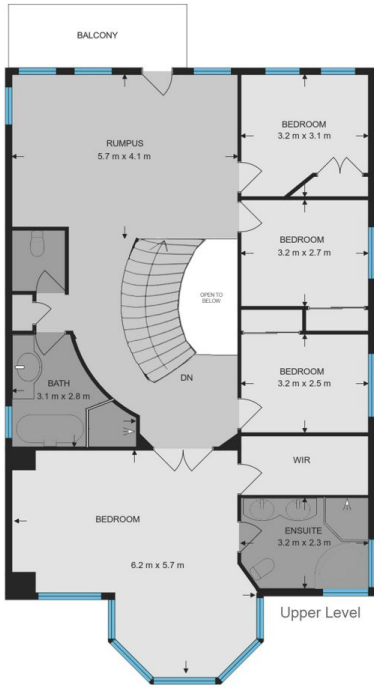 BALCONY
BEDROOM
3.2 m x 3.1 m
RUMPUS
5.7 m x 4.1 m
BEDROOM
3.2 m x 2.7 m
OPEN TO
BELOW
BEDROOM
3.2 m x 2.5 m
DN
BATH
3.1 m x 2.8 m
WIR
BEDROOM
6.2 m x 5.7 m
ENSUITE
3.2 m x 2.3 m
Upper Level